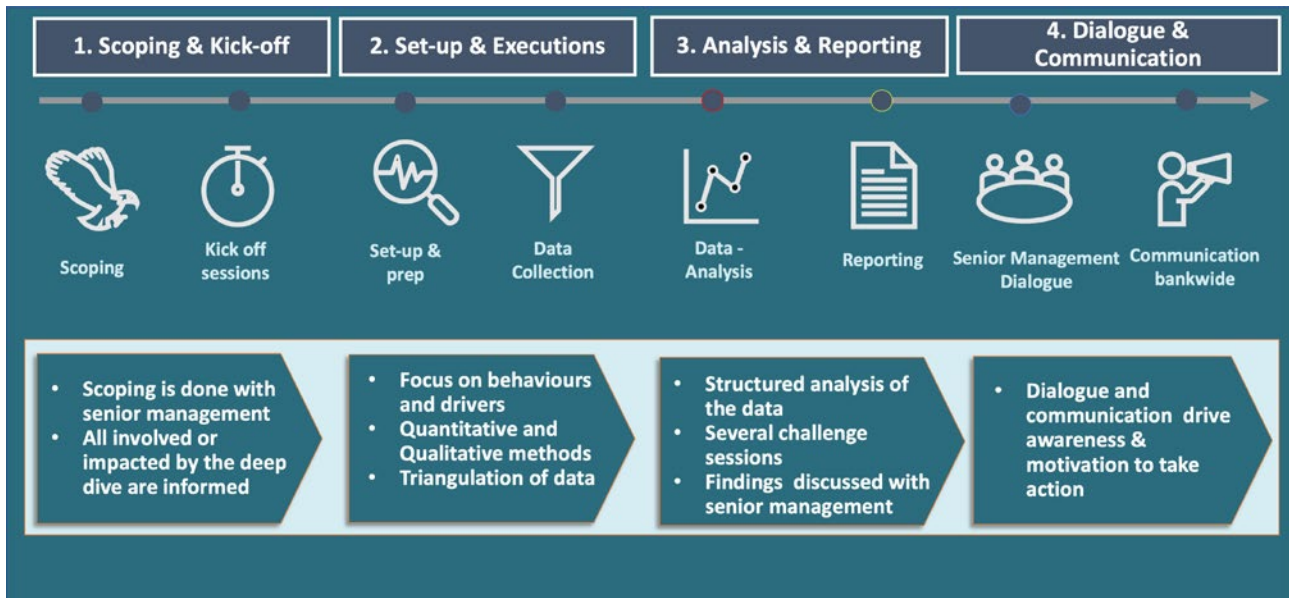 1. Scoping & Kick-off
2. Set-up & Executions
3. Analysis & Reporting
4. Dialogue &
Communication
Scoping
Kick off
sessions
Set-up &
prep
Data
Collection
Data -
Analysis
Reporting
Senior Management
Dialogue
Communication
bankwide
• Scoping is done with
senior management
• All involved or
impacted by the deep
dive are informed
• Focus on behaviours
and drivers
• Quantitative and
Qualitative methods
• Triangulation of data
• Structured analysis of
the data
• Several challenge
sessions
• Findings discussed with
senior management
• Dialogue and
communication drive
awareness &
motivation to take
action